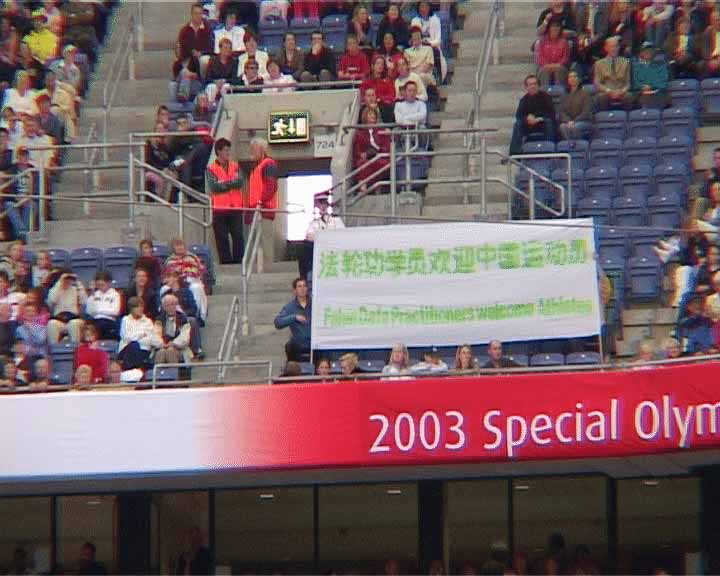 724
法轮功学员欢迎中国运动员
Falun Dafa Practitioners welcome Athletes
2003 Special Olym